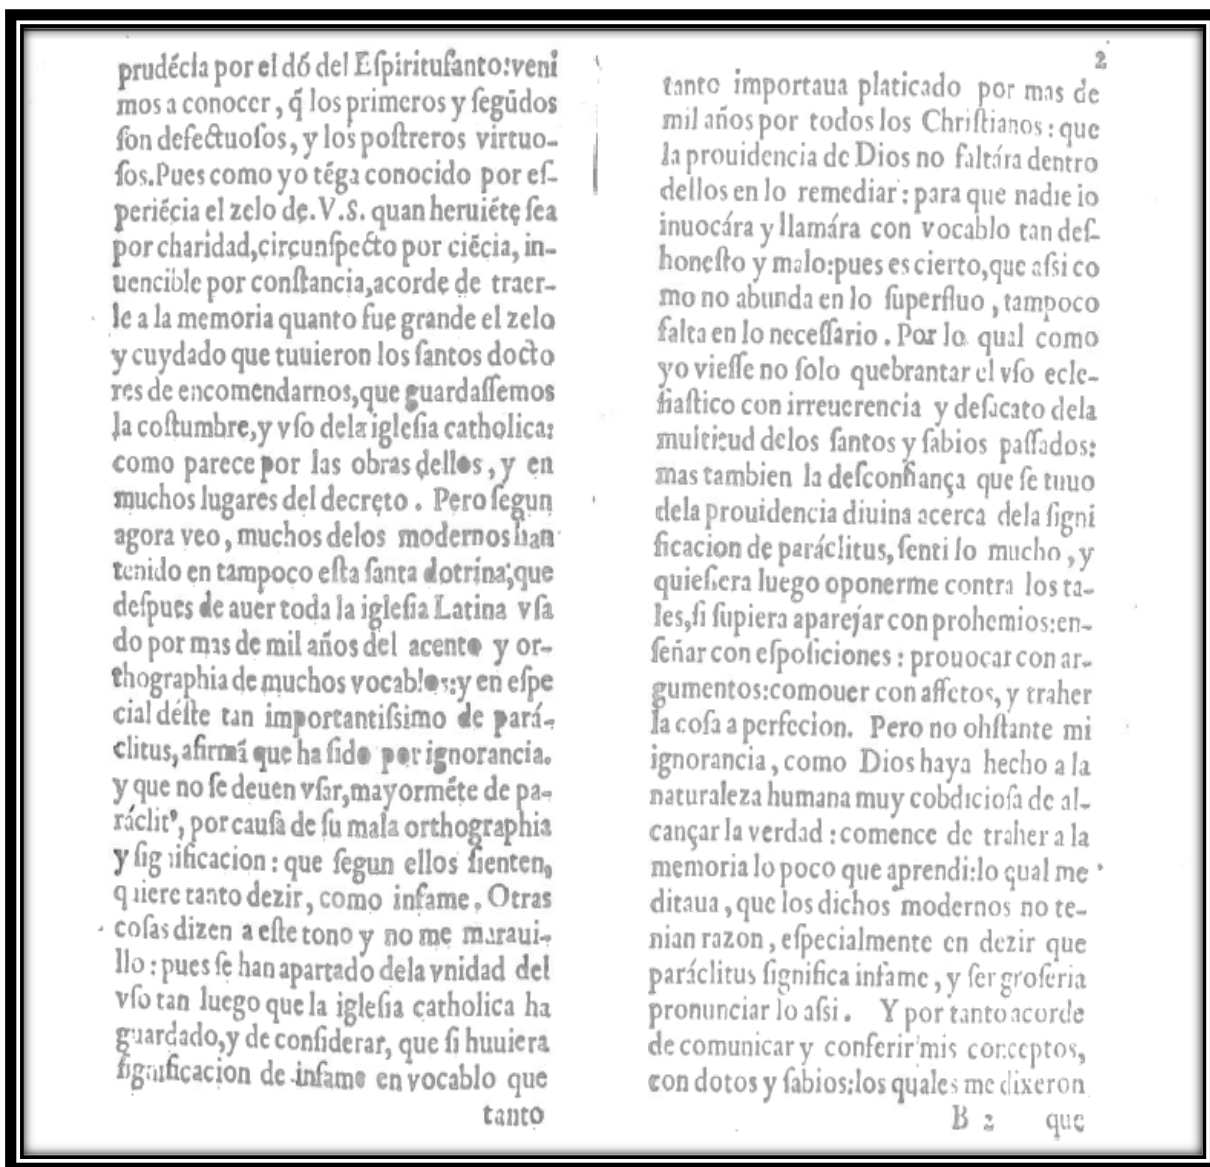 prudécia por el dó del Eſpirituſanto:veni
mos a conocer, q̃ los primeros y ſegũdos
ſon defectuoſos, y los poſtreros virtuo-
ſos.Pues como yo téga conocido por eſ-
periécia el zelo de.V.S. quan heruiéte ſea
por charidad,circunſpecto por ciẽcia, in-
uencible por conſtancia,acorde de traer-
le a la memoria quanto fue grande el zelo
y cuydado que tuuieron los ſantos docto
res de encomendarnos,que guardaſſemos
la coſtumbre,y vſo dela igleſia catholica:
como parece por las obras dellos, y en
muchos lugares del decreto. Pero ſegun
agora veo, muchos delos modernos han
tenido en tampoco eſta ſanta dotrina;que
deſpues de auer toda la igleſia Latina vſa
do por mas de mil años del acento y or-
thographia de muchos vocablos:y en eſpe
cial déſte tan importantiſsimo de pará-
clitus, afirmã que ha ſido por ignorancia.
y que no ſe deuen vſar,mayorméte de pa-
ráclitꝰ, por cauſa de ſu mala orthographia
y ſignificacion: que ſegun ellos ſienten,
quiere tanto dezir, como infame. Otras
coſas dizen a eſte tono y no me maraui-
llo: pues ſe han apartado dela vnidad del
vſo tan luego que la igleſia catholica ha
guardado,y de conſiderar, que ſi huuiera
ſignificacion de infame en vocablo que
tanto
2
tanto importaua platicado por mas de
mil años por todos los Chriſtianos: que
la prouidencia de Dios no faltára dentro
dellos en lo remediar: para que nadie lo
inuocára y llamára con vocablo tan deſ-
honeſto y malo:pues es cierto,que aſsi co
mo no abunda en lo ſuperfluo, tampoco
falta en lo neceſſario. Por lo qual como
yo vieſſe no ſolo quebrantar el vſo ecle-
ſiaſtico con irreuerencia y deſacato dela
multitud delos ſantos y ſabios paſſados:
mas tambien la deſconfiança que ſe tuuo
dela prouidencia diuina acerca dela ſigni
ficacion de paráclitus, ſenti lo mucho, y
quieſiera luego oponerme contra los ta-
les,ſi ſupiera aparejar con prohemios:en-
ſeñar con eſpoſiciones: prouocar con ar-
gumentos:comouer con affetos, y traher
la coſa a perfecion. Pero no obſtante mi
ignorancia, como Dios haya hecho a la
naturaleza humana muy cobdicioſa de al-
cançar la verdad: comence de traher a la
memoria lo poco que aprendi:lo qual me
ditaua, que los dichos modernos no te-
nian razon, eſpecialmente en dezir que
paráclitus ſignifica infame, y ſer groſeria
pronunciar lo aſsi. Y por tanto acorde
de comunicar y conferir mis conceptos,
con dotos y ſabios:los quales me dixeron
B 2 que